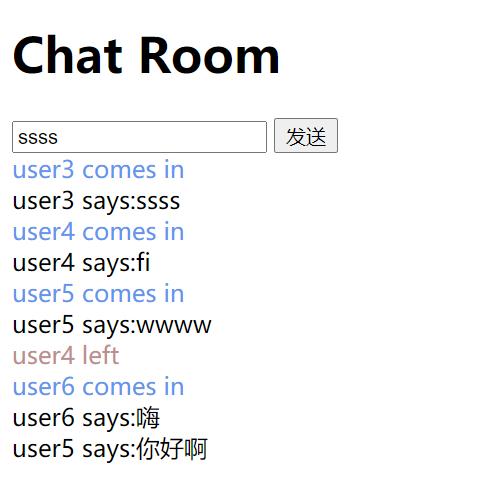 Chat Room
ssss 发送
user3 comes in
user3 says:ssss
user4 comes in
user4 says:fi
user5 comes in
user5 says:wwww
user4 left
user6 comes in
user6 says:嗨
user5 says:你好啊